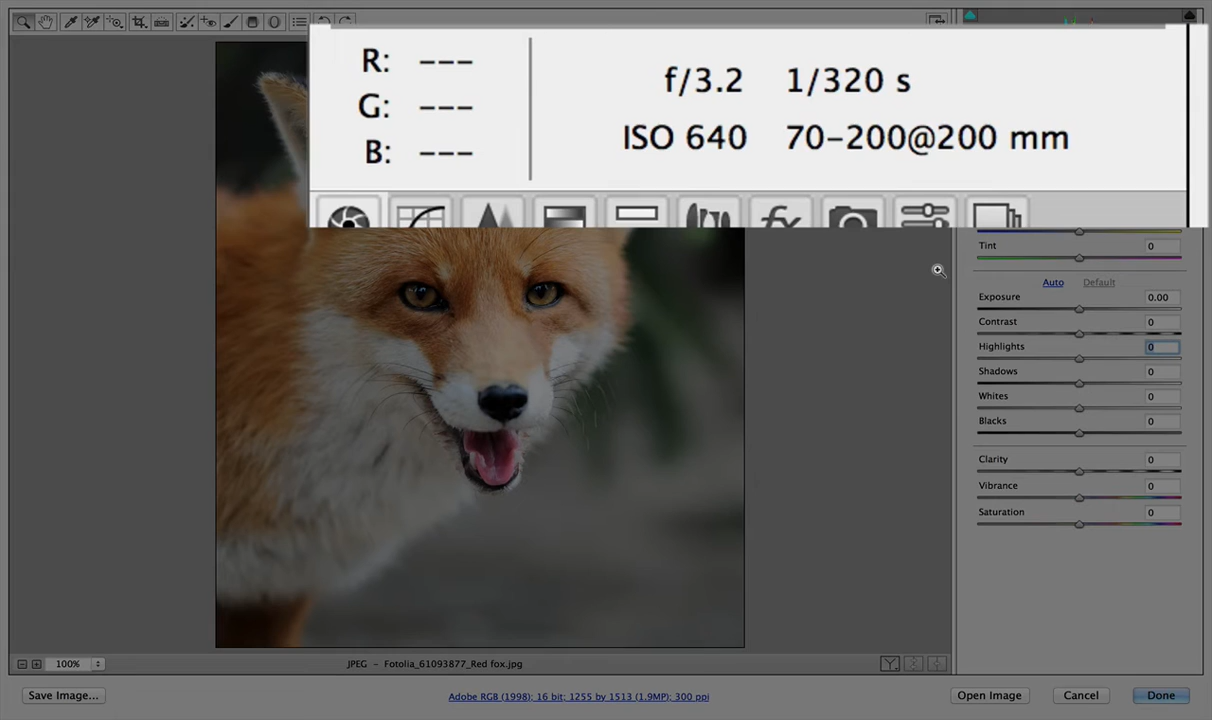 R: ---
G: ---
B: ---
f/3.2 1/320 s
ISO 640 70-200@200 mm
fx
Tint 0
Auto Default
Exposure 0.00
Contrast 0
Highlights 0
Shadows 0
Whites 0
Blacks 0
Clarity 0
Vibrance 0
Saturation 0
100%
JPEG - Fotolia_61093877_Red fox.jpg
Save Image...
Adobe RGB (1998); 16 bit; 1255 by 1513 (1.9MP); 300 ppi
Open Image
Cancel
Done